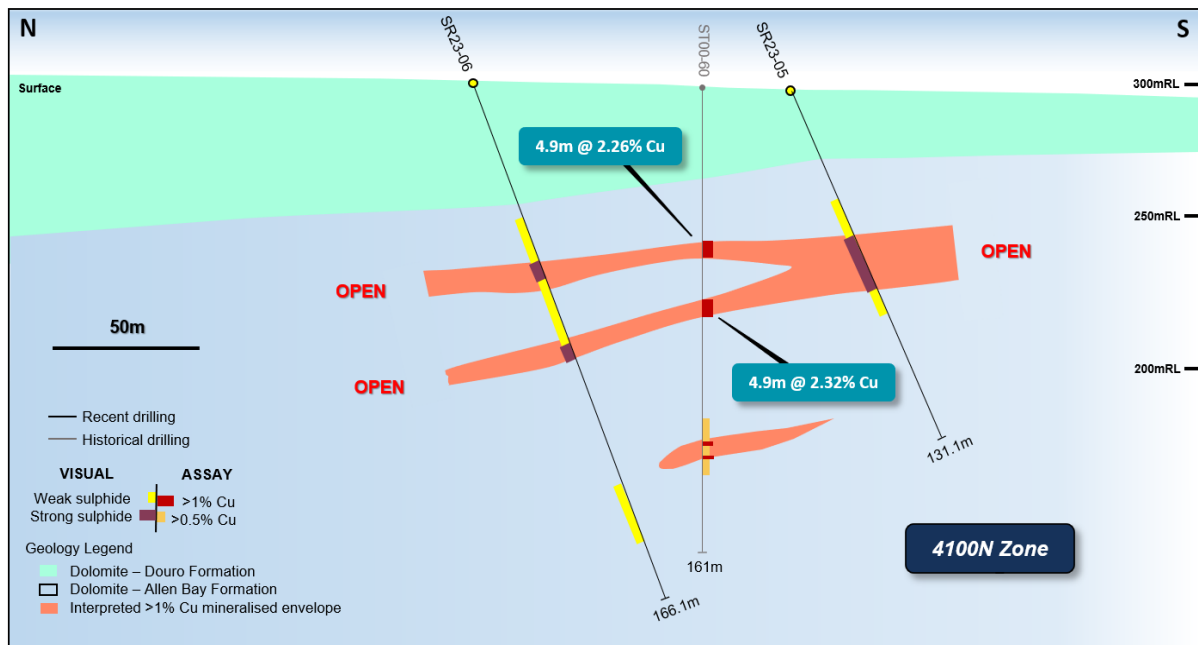 N
S
SR23-06
ST00-60
SR23-05
Surface
300mRL
4.9m @ 2.26% Cu
250mRL
OPEN
OPEN
50m
200mRL
OPEN
4.9m @ 2.32% Cu
Recent drilling
Historical drilling
131.1m
VISUAL ASSAY
Weak sulphide >1% Cu
Strong sulphide >0.5% Cu
4100N Zone
Geology Legend
161m
Dolomite – Douro Formation
Dolomite – Allen Bay Formation
166.1m
Interpreted >1% Cu mineralised envelope